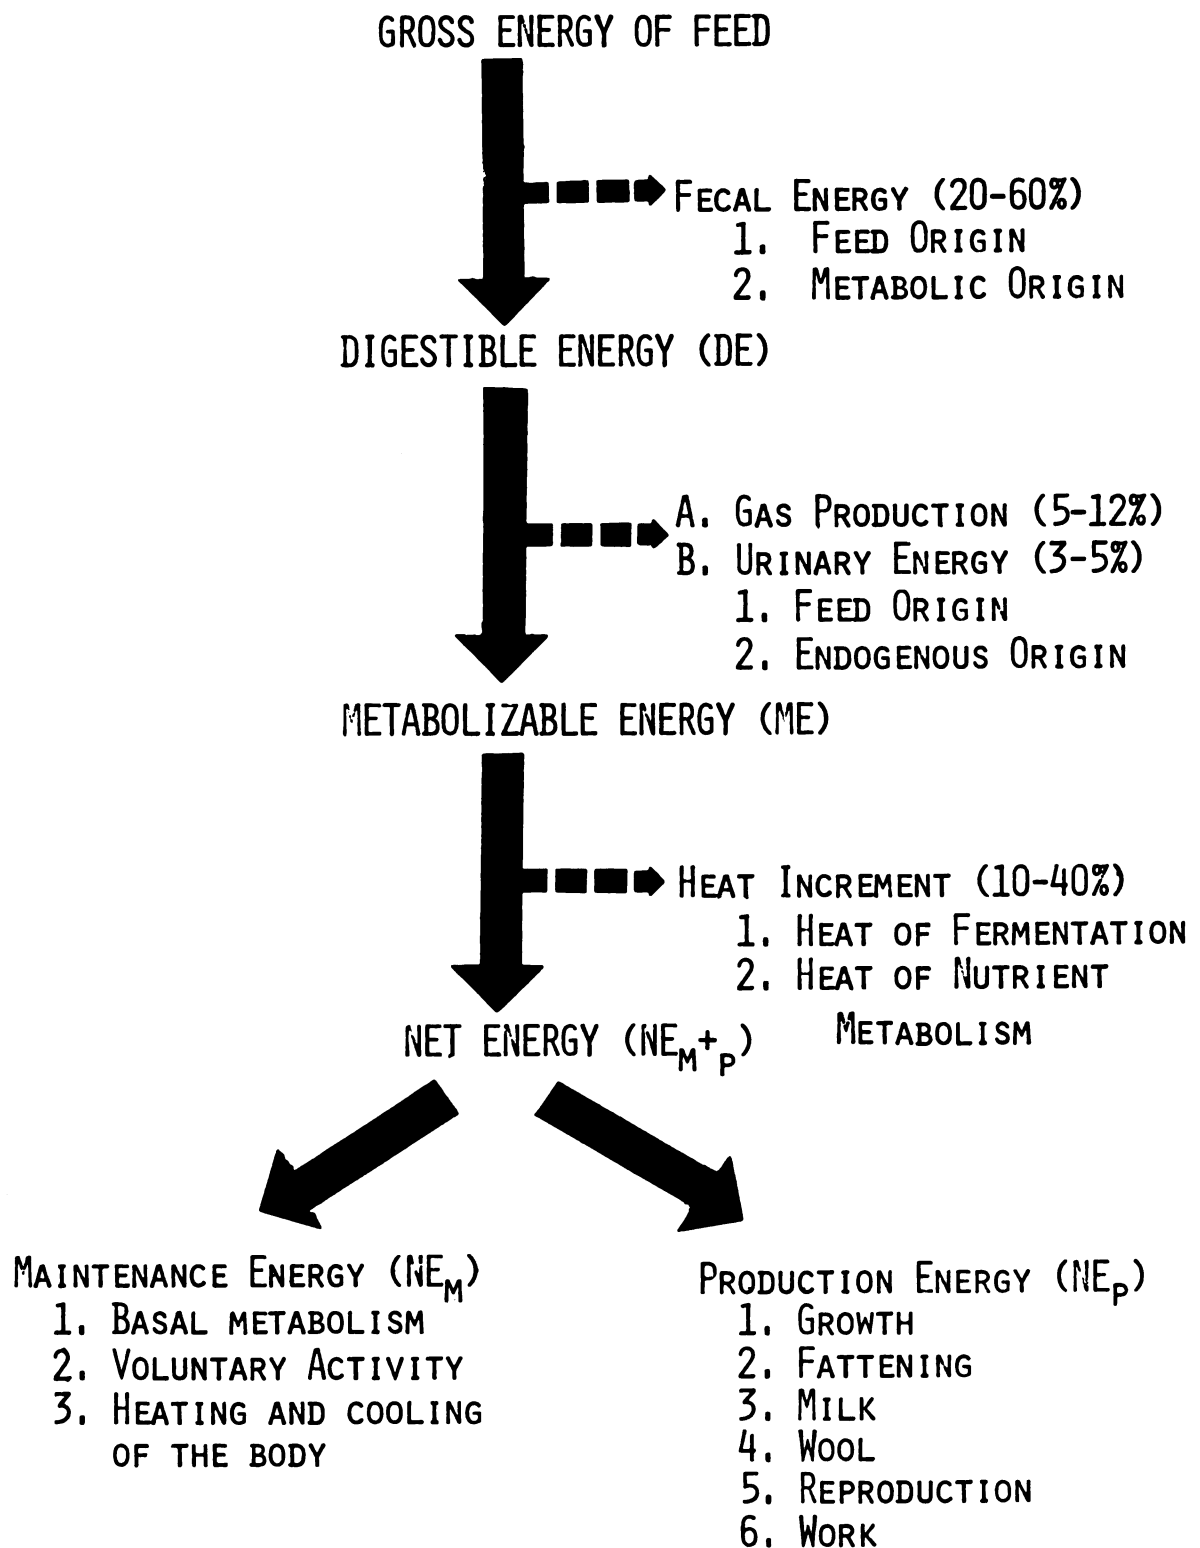 GROSS ENERGY OF FEED
FECAL ENERGY (20-60%)
1. FEED ORIGIN
2. METABOLIC ORIGIN
DIGESTIBLE ENERGY (DE)
A. GAS PRODUCTION (5-12%)
B. URINARY ENERGY (3-5%)
1. FEED ORIGIN
2. ENDOGENOUS ORIGIN
METABOLIZABLE ENERGY (ME)
HEAT INCREMENT (10-40%)
1. HEAT OF FERMENTATION
2. HEAT OF NUTRIENT
METABOLISM
NET ENERGY (NEM+P)
MAINTENANCE ENERGY (NEM)
1. BASAL METABOLISM
2. VOLUNTARY ACTIVITY
3. HEATING AND COOLING
OF THE BODY
PRODUCTION ENERGY (NEP)
1. GROWTH
2. FATTENING
3. MILK
4. WOOL
5. REPRODUCTION
6. WORK